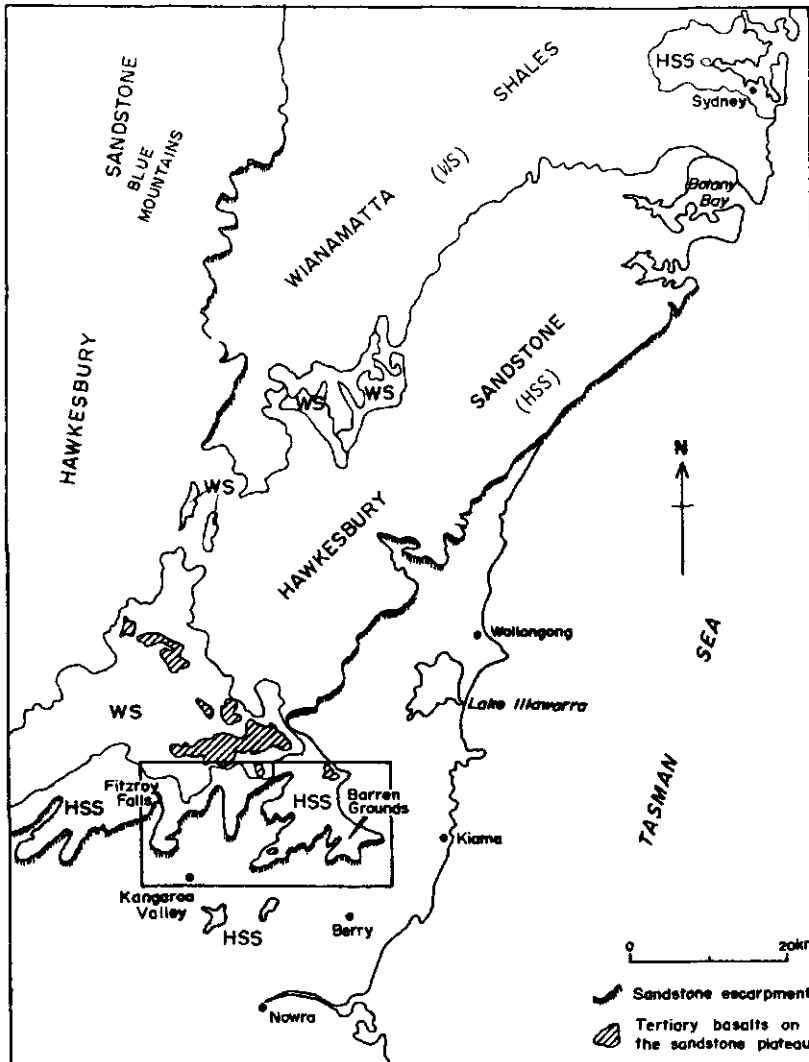 SANDSTONE
BLUE
MOUNTAINS
SHALES
(WS)
WIANAMATTA
HSS
Sydney
Botany
Bay
HAWKESBURY
SANDSTONE
(HSS)
WS
WS
WS
HAWKESBURY
N
Wollongong
SEA
Lake Illawarra
WS
TASMAN
Fitzroy
Falls
HSS
HSS
Barren
Grounds
Kiama
Kangaroo
Valley
HSS
Berry
0 20km
Nowra
Sandstone escarpment
Tertiary basalts on
the sandstone plateau